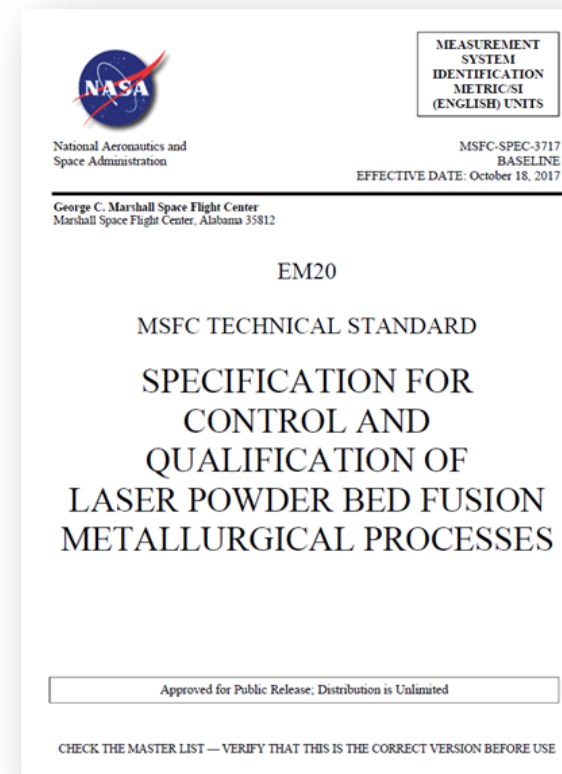 MEASUREMENT
SYSTEM
IDENTIFICATION
METRIC/SI
(ENGLISH) UNITS
NASA
National Aeronautics and
Space Administration
MSFC-SPEC-3717
BASELINE
EFFECTIVE DATE: October 18, 2017
George C. Marshall Space Flight Center
Marshall Space Flight Center, Alabama 35812
EM20
MSFC TECHNICAL STANDARD
SPECIFICATION FOR
CONTROL AND
QUALIFICATION OF
LASER POWDER BED FUSION
METALLURGICAL PROCESSES
Approved for Public Release; Distribution is Unlimited
CHECK THE MASTER LIST — VERIFY THAT THIS IS THE CORRECT VERSION BEFORE USE